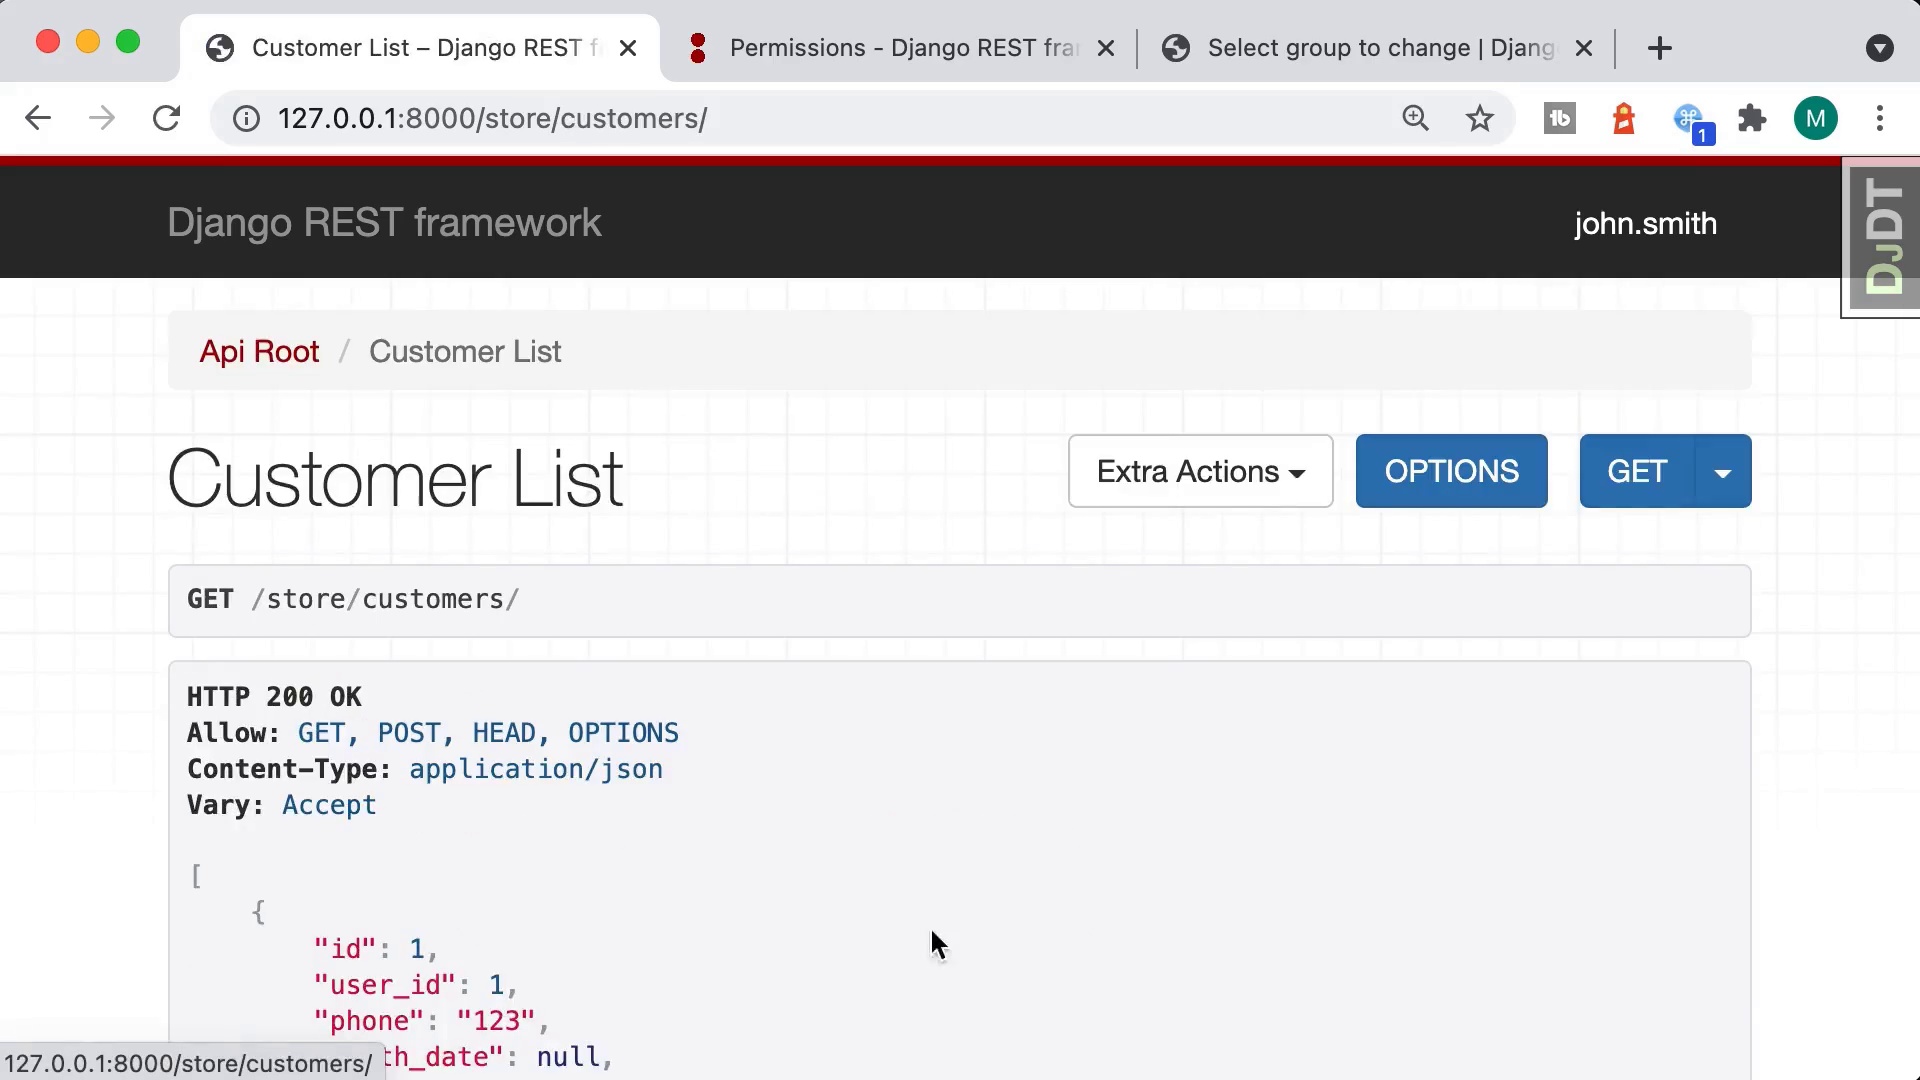 Customer List – Django REST f
Permissions - Django REST fra
Select group to change | Djang
127.0.0.1:8000/store/customers/
1
M
Django REST framework
john.smith
DJDT
Api Root / Customer List
Customer List
Extra Actions
OPTIONS
GET
GET /store/customers/
HTTP 200 OK
Allow: GET, POST, HEAD, OPTIONS
Content-Type: application/json
Vary: Accept
[
{
"id": 1,
"user_id": 1,
"phone": "123",
th_date": null,
127.0.0.1:8000/store/customers/